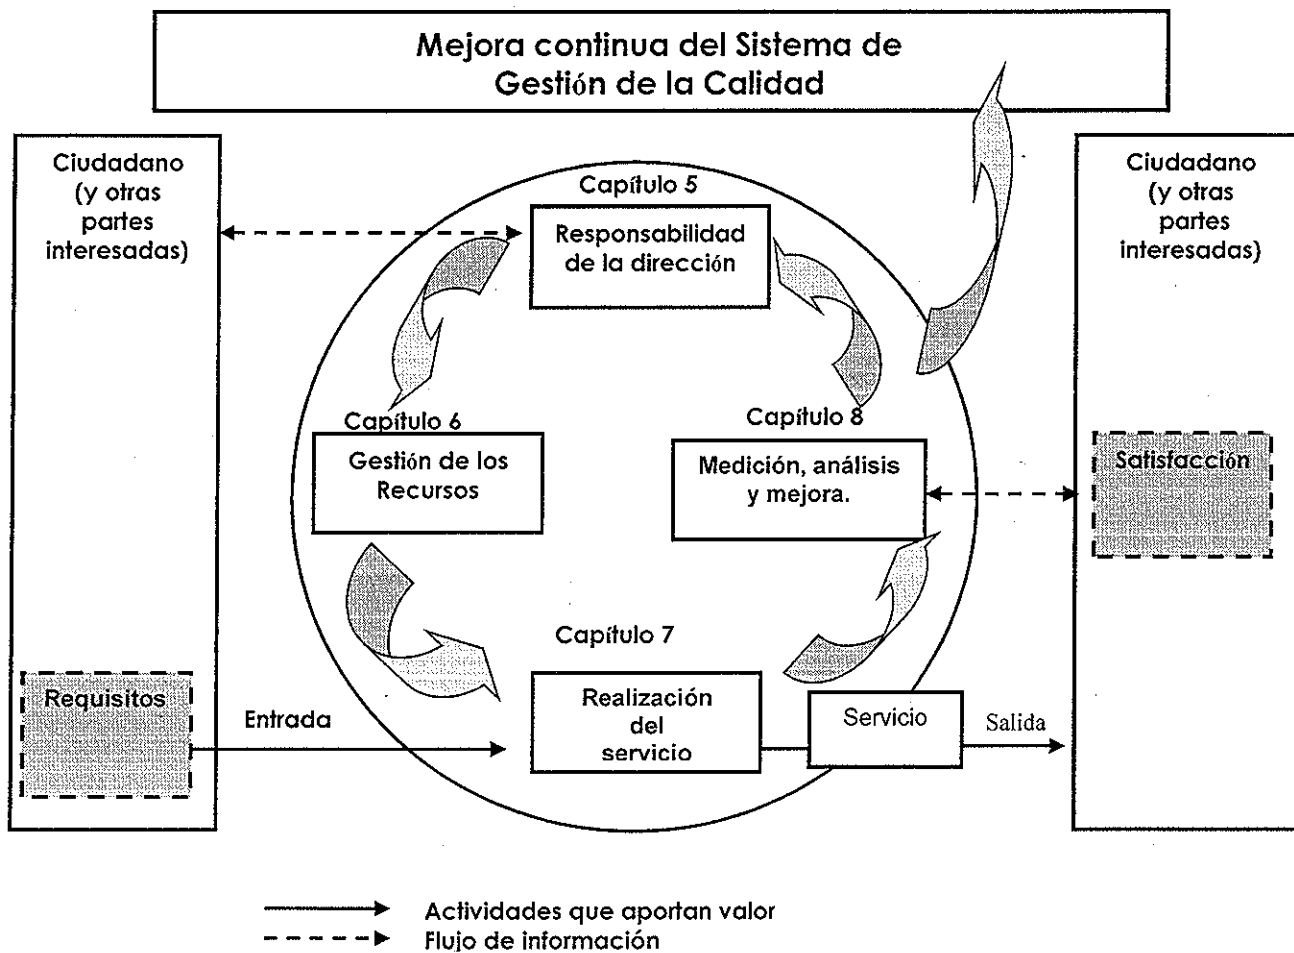 Mejora continua del Sistema de
Gestión de la Calidad
Ciudadano
(y otras
partes
interesadas)
Capítulo 5
Responsabilidad
de la dirección
Ciudadano
(y otras
partes
interesadas)
Capítulo 6
Gestión de los
Recursos
Capítulo 8
Medición, análisis
y mejora.
Satisfacción
Capítulo 7
Realización
del
servicio
Requisitos
Entrada
Servicio
Salida
Actividades que aportan valor
Flujo de información